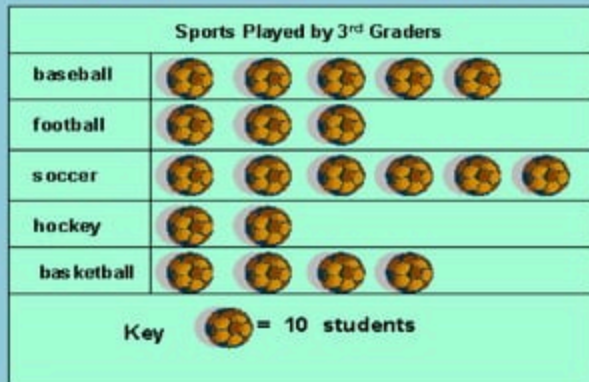 Sports Played by 3rd Graders
baseball
football
soccer
hockey
basketball
Key = 10 students